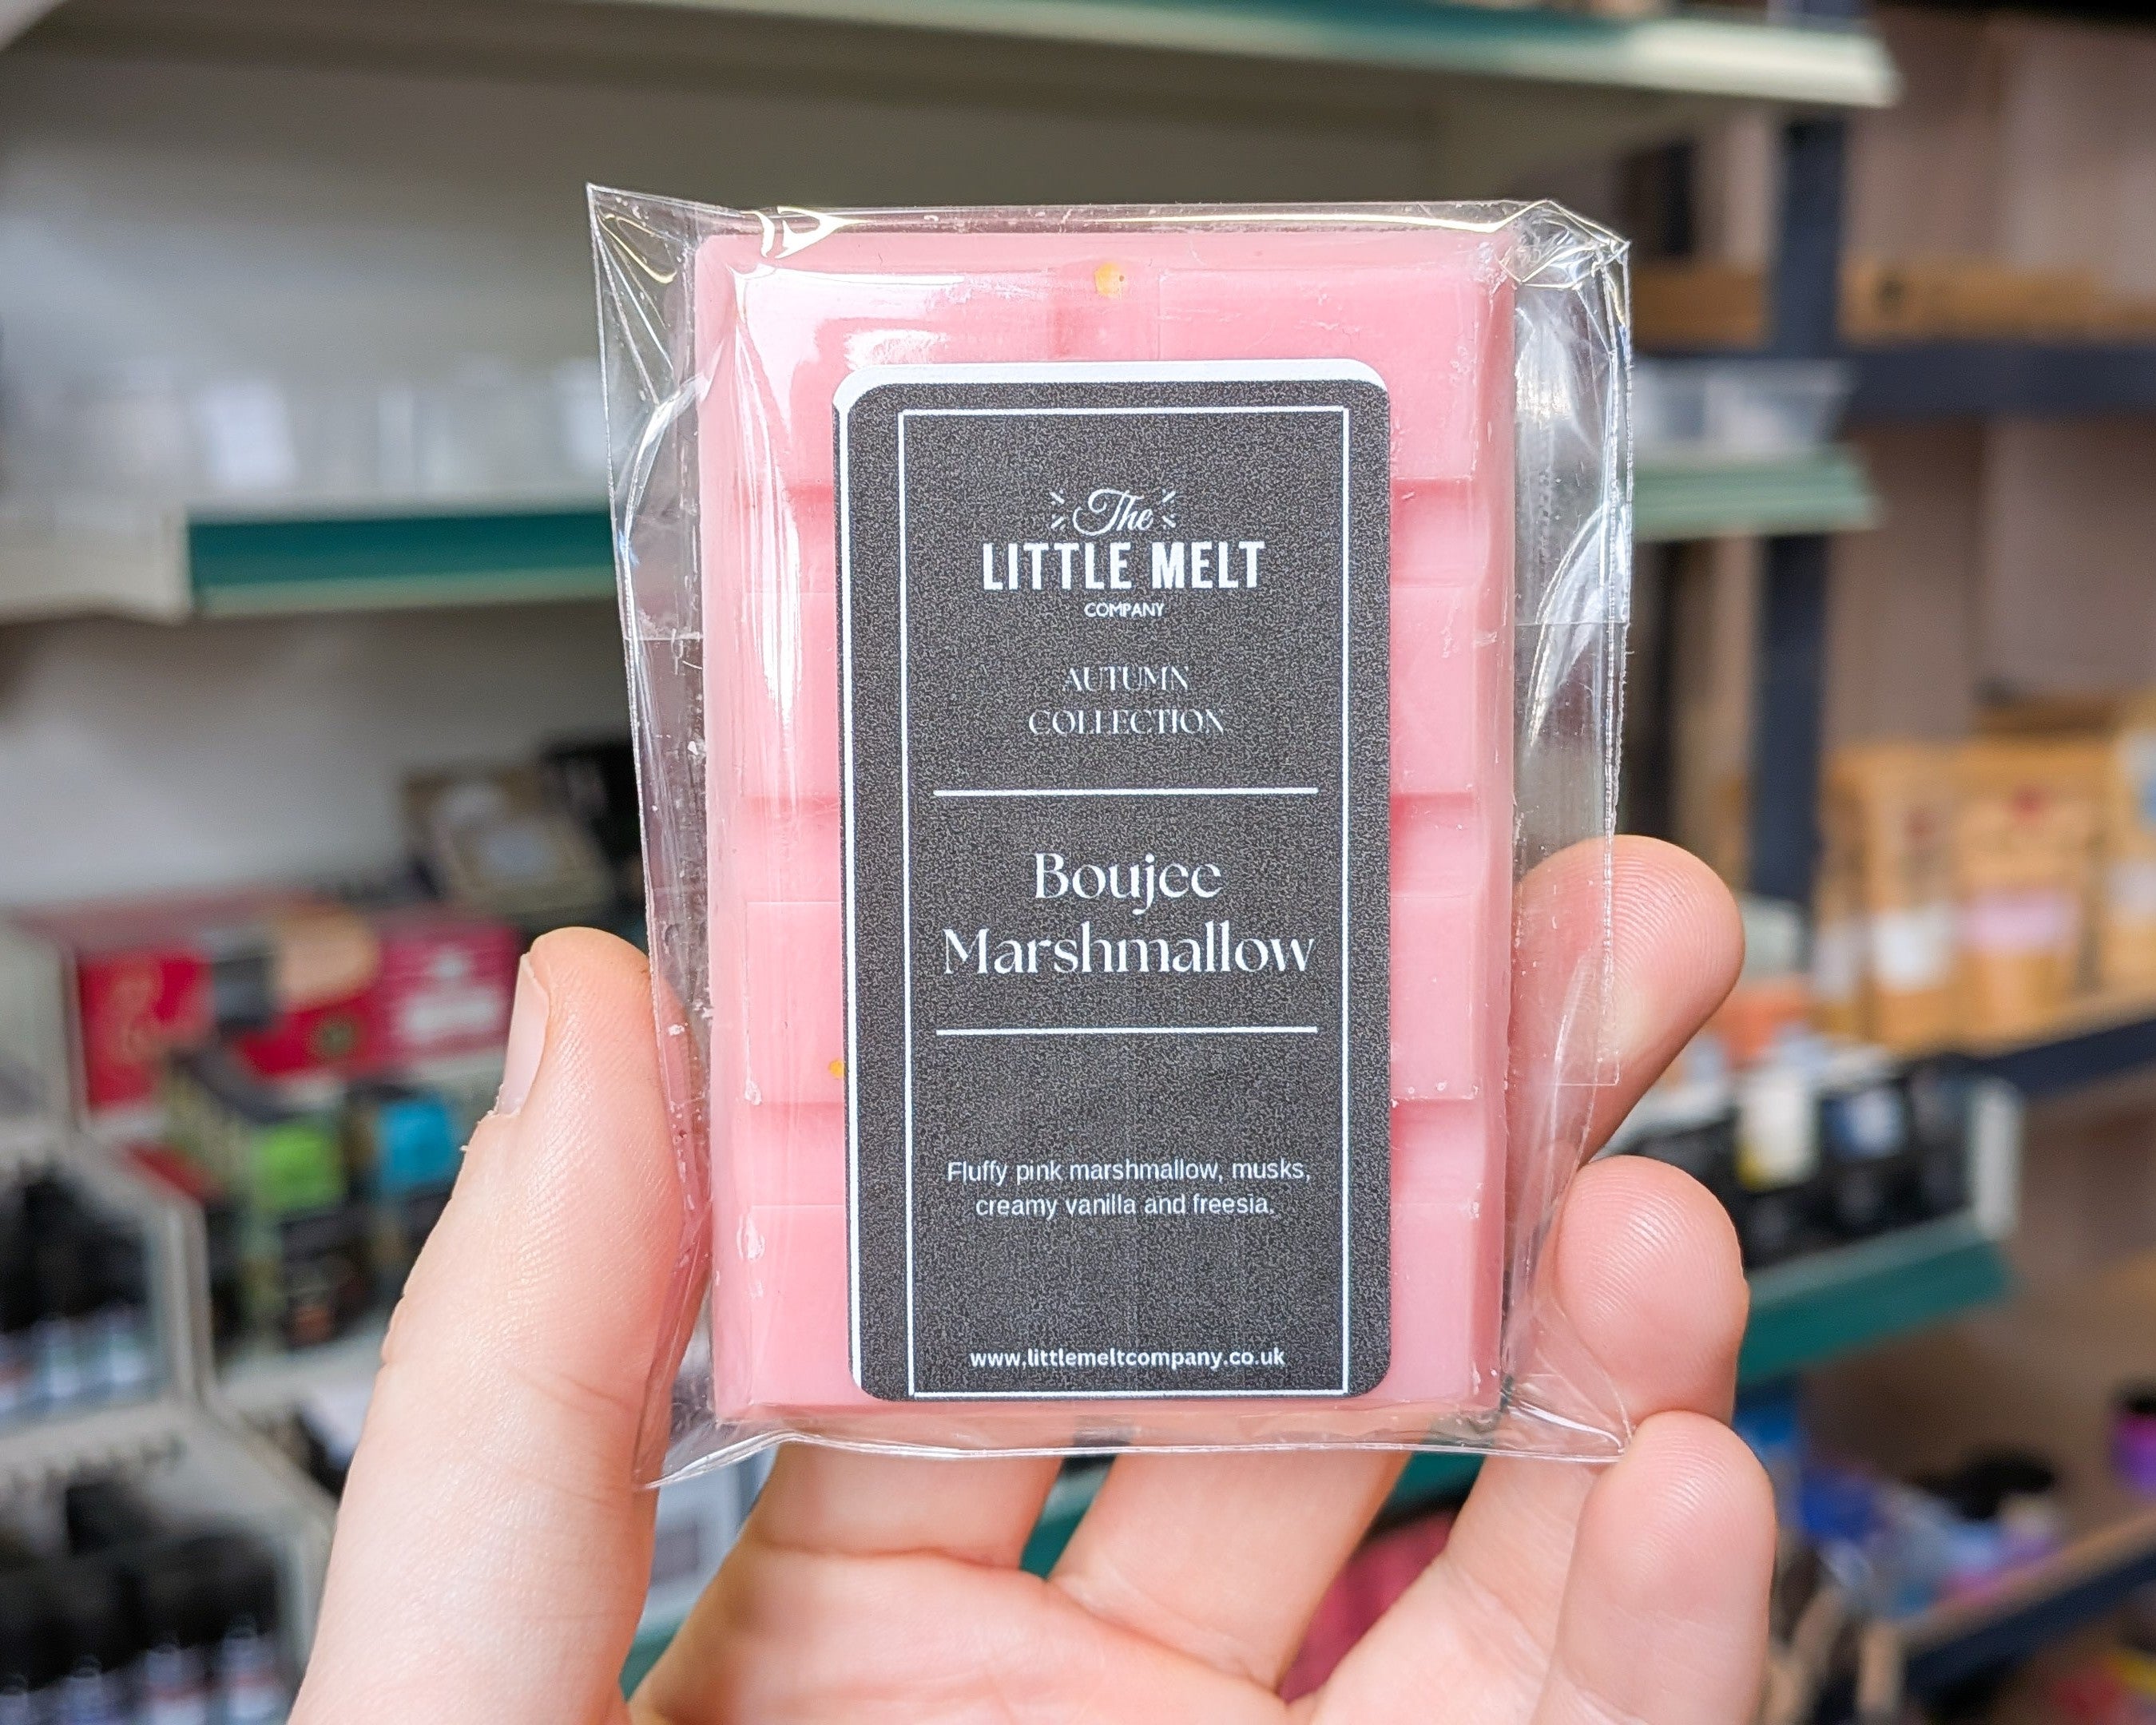 The
LITTLE MELT
COMPANY
AUTUMN
COLLECTION
Boujee
Marshmallow
Fluffy pink marshmallow, musks,
creamy vanilla and freesia.
www.littlemeltcompany.co.uk